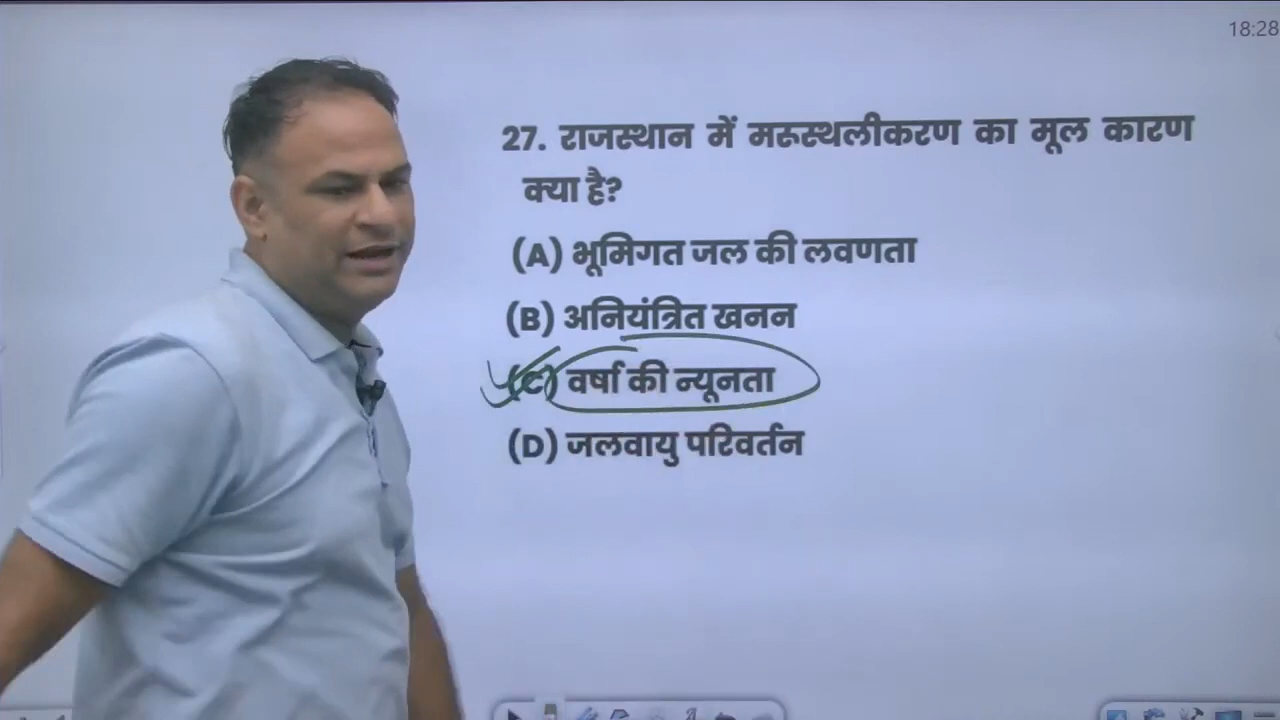 18:28
27. राजस्थान में मरूस्थलीकरण का मूल कारण
क्या है?
(A) भूमिगत जल की लवणता
(B) अनियंत्रित खनन
(C) वर्षा की न्यूनता
(D) जलवायु परिवर्तन